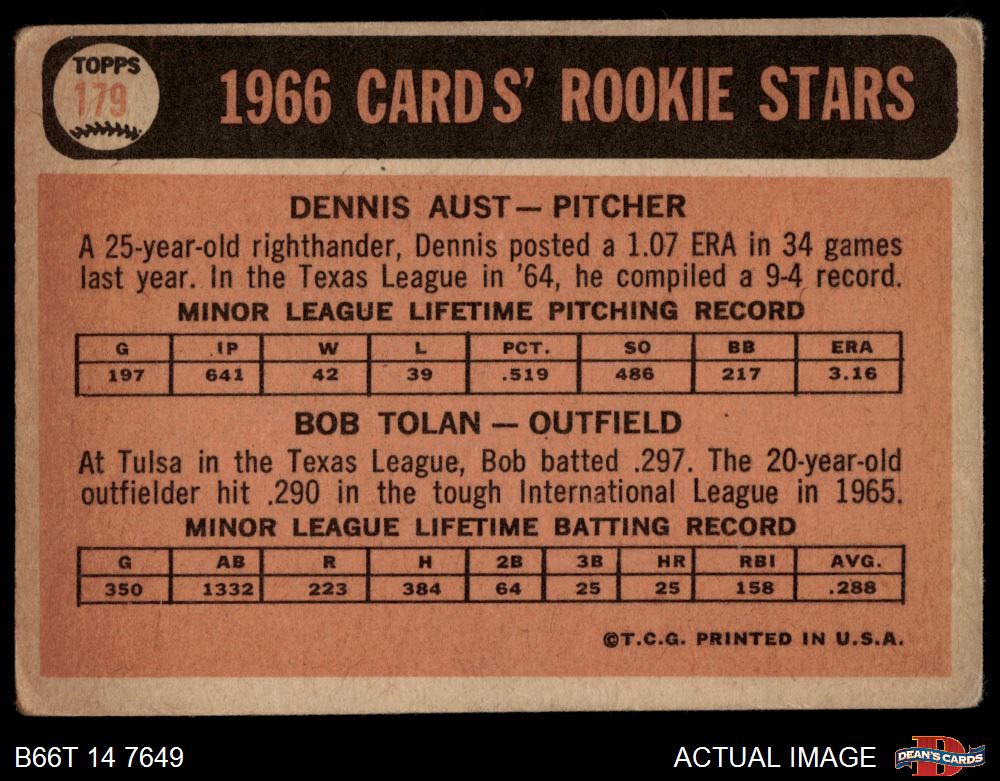 TOPPS
179
1966 CARDS' ROOKIE STARS
DENNIS AUST — PITCHER
A 25-year-old righthander, Dennis posted a 1.07 ERA in 34 games
last year. In the Texas League in '64, he compiled a 9-4 record.
MINOR LEAGUE LIFETIME PITCHING RECORD
G IP W L PCT. SO BB ERA
197 641 42 39 .519 486 217 3.16
BOB TOLAN — OUTFIELD
At Tulsa in the Texas League, Bob batted .297. The 20-year-old
outfielder hit .290 in the tough International League in 1965.
MINOR LEAGUE LIFETIME BATTING RECORD
G AB R H 2B 3B HR RBI AVG.
350 1332 223 384 64 25 25 158 .288
©T.C.G. PRINTED IN U.S.A.
B66T 14 7649
ACTUAL IMAGE
D
DEAN'S CARDS